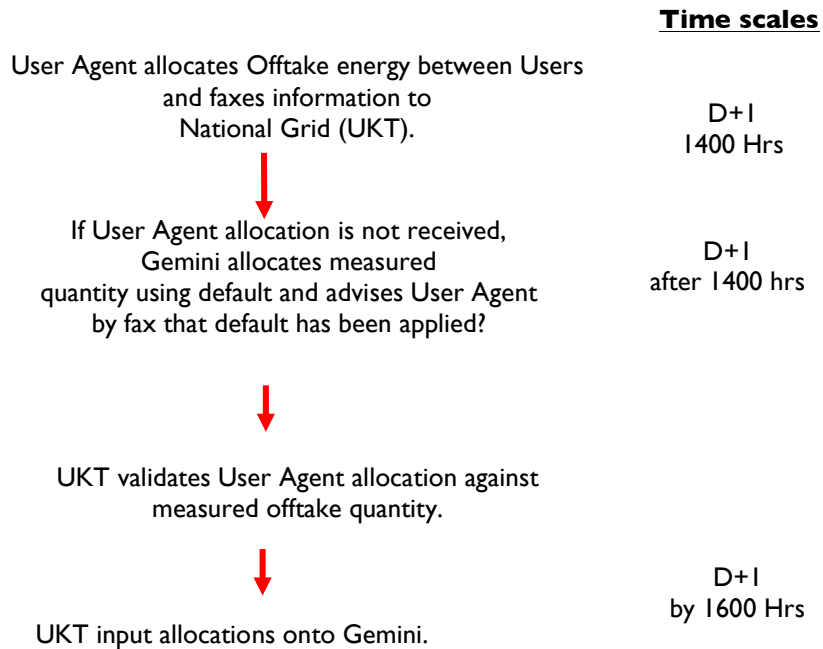 Time scales
User Agent allocates Offtake energy between Users
and faxes information to
National Grid (UKT).
D+1
1400 Hrs
If User Agent allocation is not received,
Gemini allocates measured
quantity using default and advises User Agent
by fax that default has been applied?
D+1
after 1400 hrs
UKT validates User Agent allocation against
measured offtake quantity.
D+1
by 1600 Hrs
UKT input allocations onto Gemini.